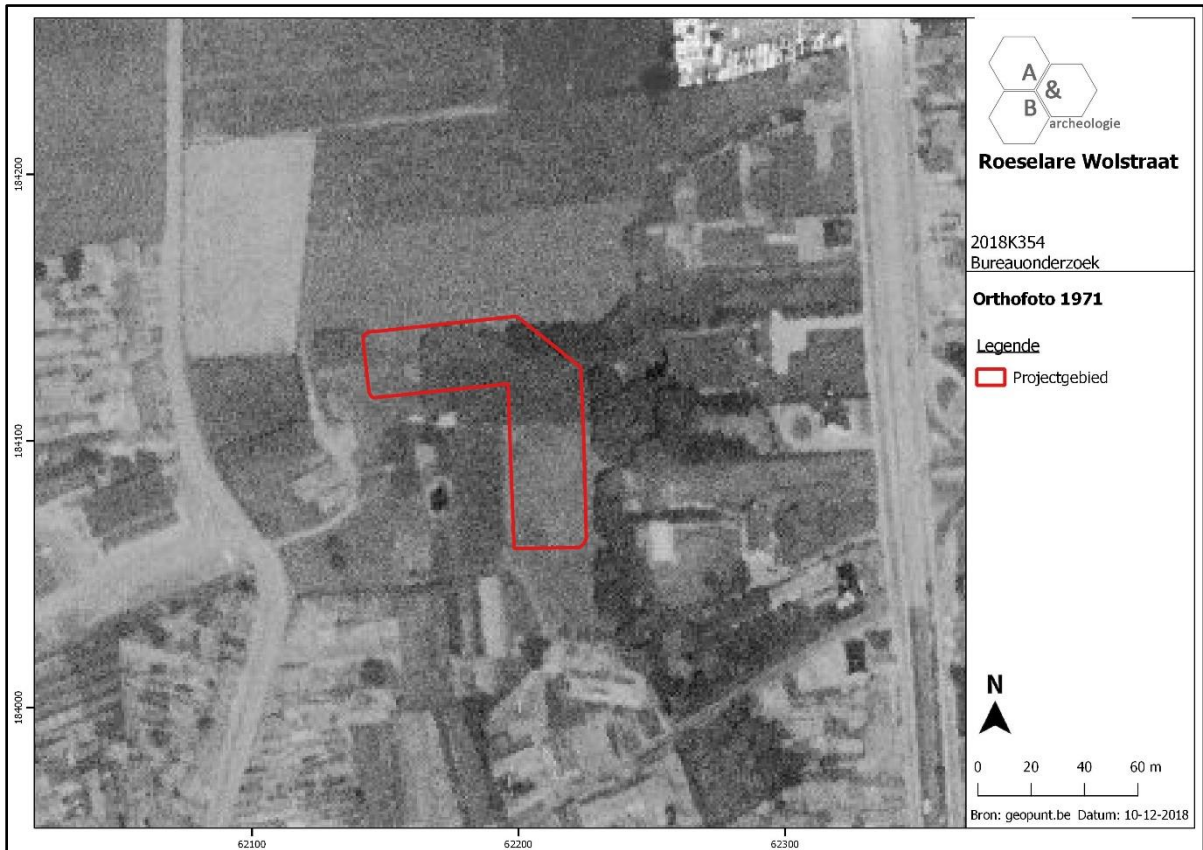 A
&
B
archeologie
Roeselare Wolstraat
2018K354
Bureauonderzoek
Orthofoto 1971
Legende
Projectgebied
N
0 20 40 60 m
Bron: geopunt.be Datum: 10-12-2018
184200
184100
184000
62100 62200 62300